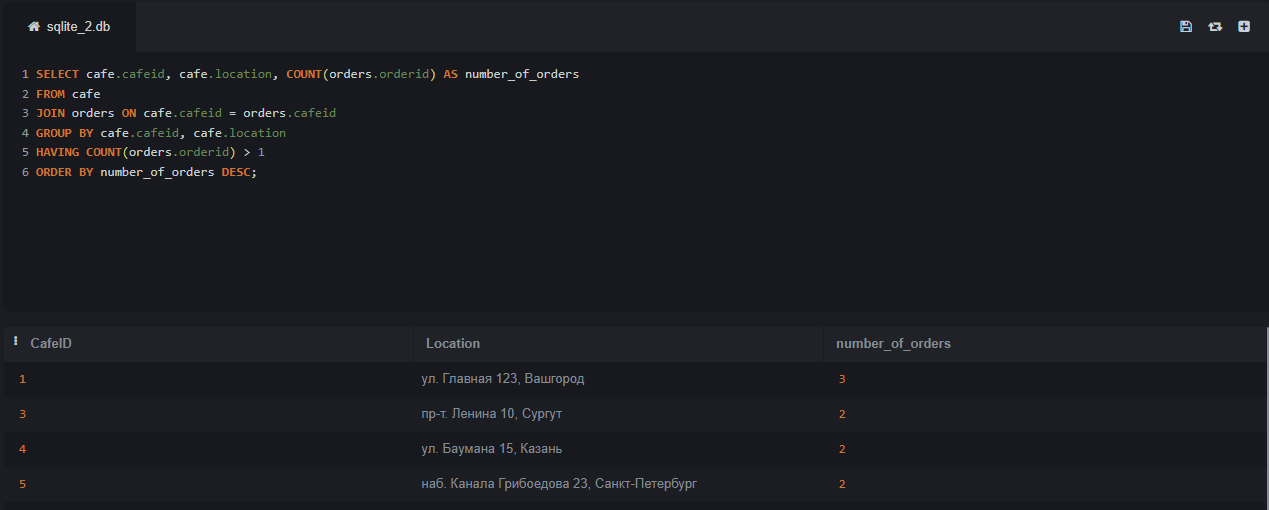 sqlite_2.db
1 SELECT cafe.cafeid, cafe.location, COUNT(orders.orderid) AS number_of_orders
2 FROM cafe
3 JOIN orders ON cafe.cafeid = orders.cafeid
4 GROUP BY cafe.cafeid, cafe.location
5 HAVING COUNT(orders.orderid) > 1
6 ORDER BY number_of_orders DESC;
CafeID Location number_of_orders
1 ул. Главная 123, Вашгород 3
3 пр-т. Ленина 10, Сургут 2
4 ул. Баумана 15, Казань 2
5 наб. Канала Грибоедова 23, Санкт-Петербург 2